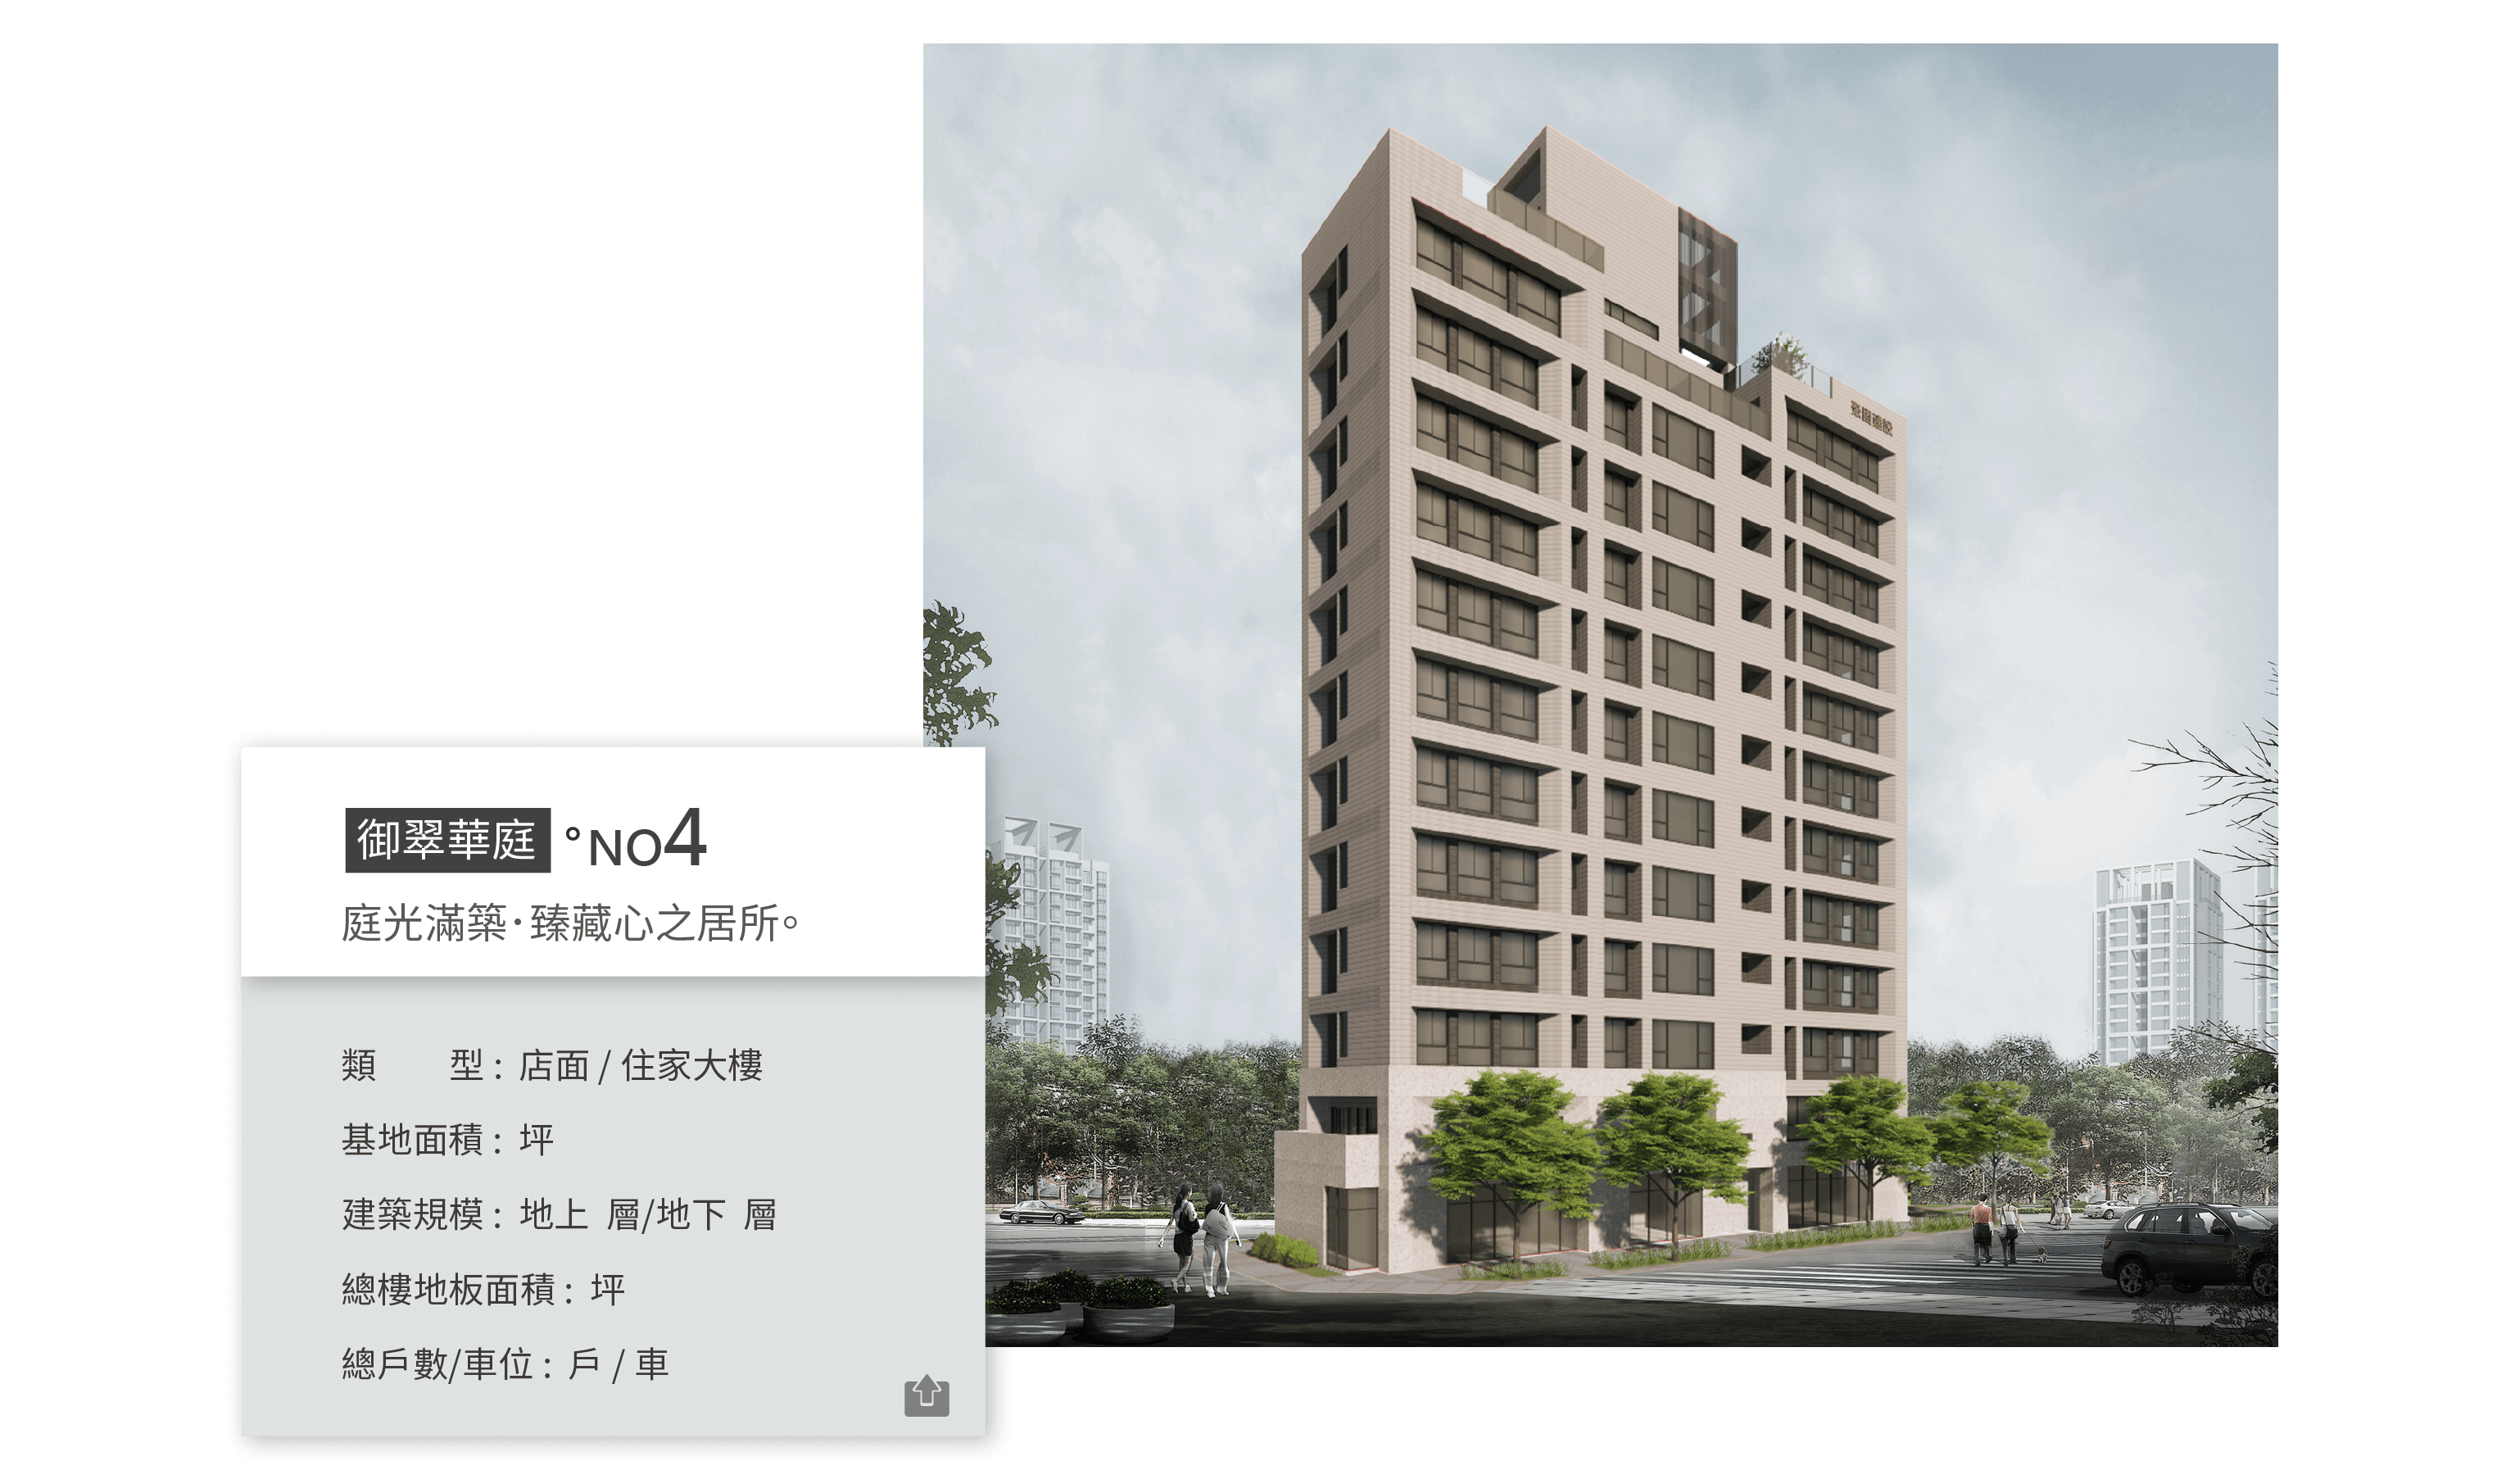 御翠華庭 °NO4
庭光滿築·臻藏心之居所。
類 型 : 店面 / 住家大樓
基地面積 : 坪
建築規模 : 地上 層/地下 層
總樓地板面積 : 坪
總戶數/車位 : 戶 / 車
建設